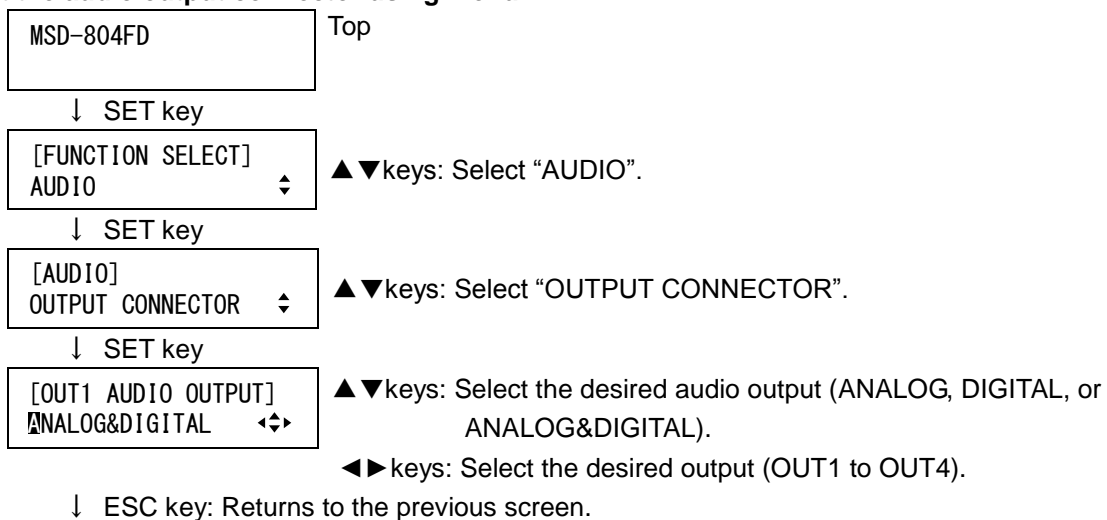 MSD-804FD
Top
↓ SET key
[FUNCTION SELECT]
AUDIO
▲▼keys: Select “AUDIO”.
↓ SET key
[AUDIO]
OUTPUT CONNECTOR
▲▼keys: Select “OUTPUT CONNECTOR”.
↓ SET key
[OUT1 AUDIO OUTPUT]
ANALOG&DIGITAL
▲▼keys: Select the desired audio output (ANALOG, DIGITAL, or
ANALOG&DIGITAL).
◄►keys: Select the desired output (OUT1 to OUT4).
↓ ESC key: Returns to the previous screen.